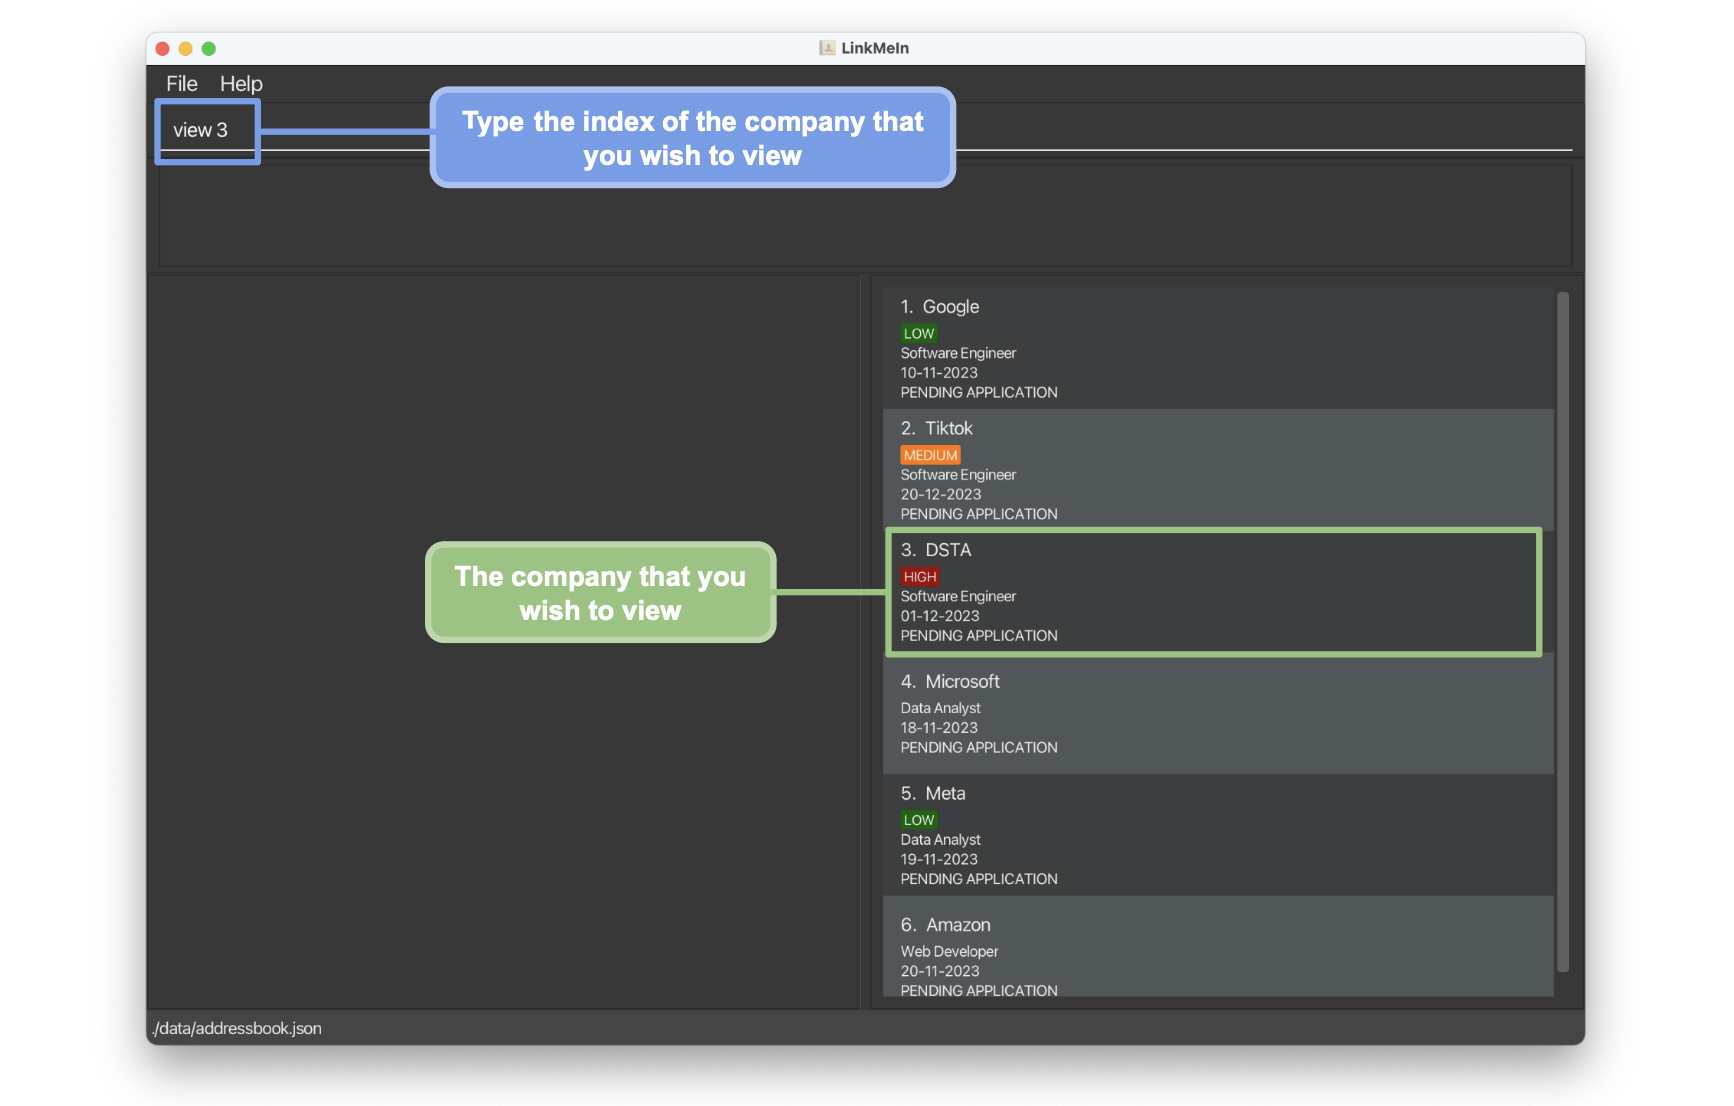 LinkMeIn
File Help
view 3
Type the index of the company that
you wish to view
1. Google
LOW
Software Engineer
10-11-2023
PENDING APPLICATION
2. Tiktok
MEDIUM
Software Engineer
20-12-2023
PENDING APPLICATION
The company that you
wish to view
3. DSTA
HIGH
Software Engineer
01-12-2023
PENDING APPLICATION
4. Microsoft
Data Analyst
18-11-2023
PENDING APPLICATION
5. Meta
LOW
Data Analyst
19-11-2023
PENDING APPLICATION
6. Amazon
Web Developer
20-11-2023
PENDING APPLICATION
./data/addressbook.json